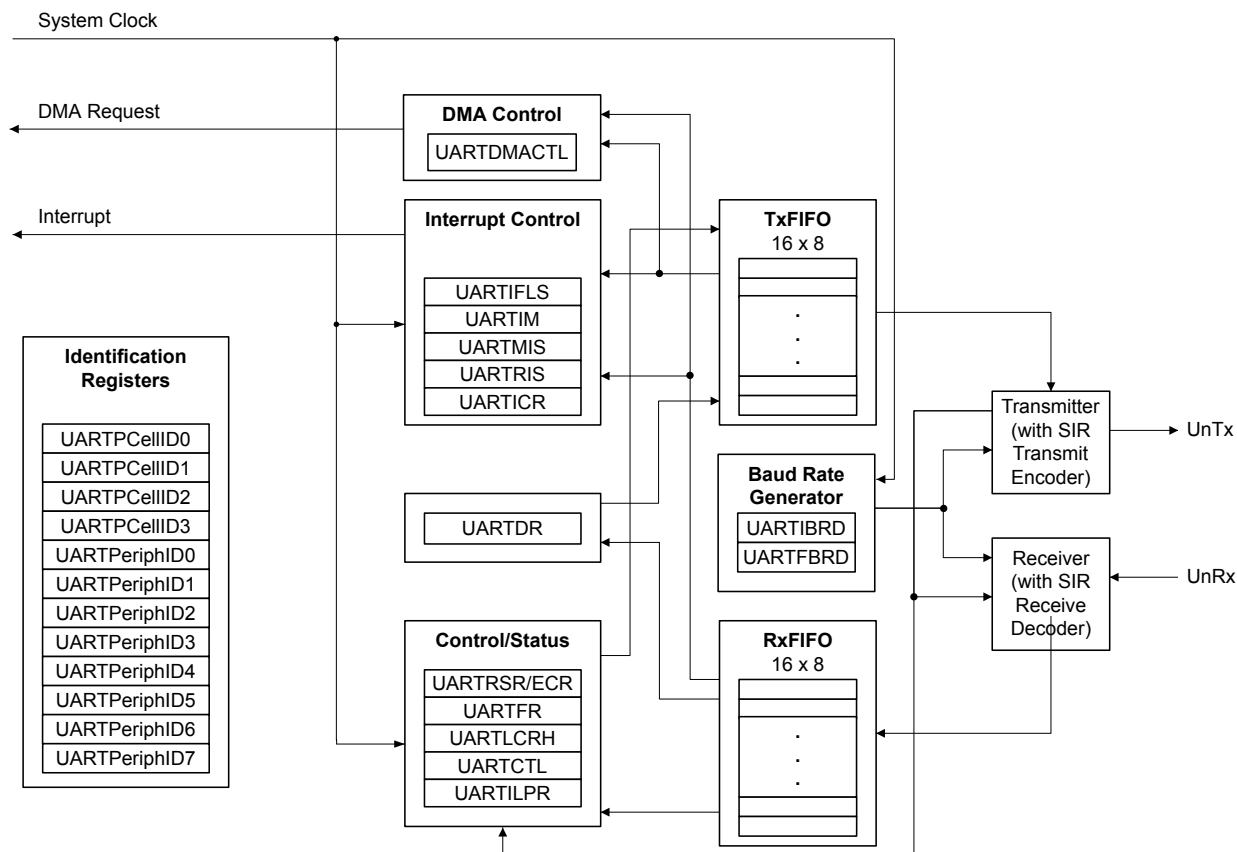 System Clock
DMA Request
DMA Control
UARTDMACTL
Interrupt
Interrupt Control
UARTIFLS
UARTIM
UARTMIS
UARTRIS
UARTICR
TxFIFO
16 x 8
.
.
.
Identification
Registers
UARTPCellID0
UARTPCellID1
UARTPCellID2
UARTPCellID3
UARTPeriphID0
UARTPeriphID1
UARTPeriphID2
UARTPeriphID3
UARTPeriphID4
UARTPeriphID5
UARTPeriphID6
UARTPeriphID7
Transmitter
(with SIR
Transmit
Encoder)
UnTx
UARTDR
Baud Rate
Generator
UARTIBRD
UARTFBRD
Receiver
(with SIR
Receive
Decoder)
UnRx
Control/Status
UARTRSR/ECR
UARTFR
UARTLCRH
UARTCTL
UARTILPR
RxFIFO
16 x 8
.
.
.